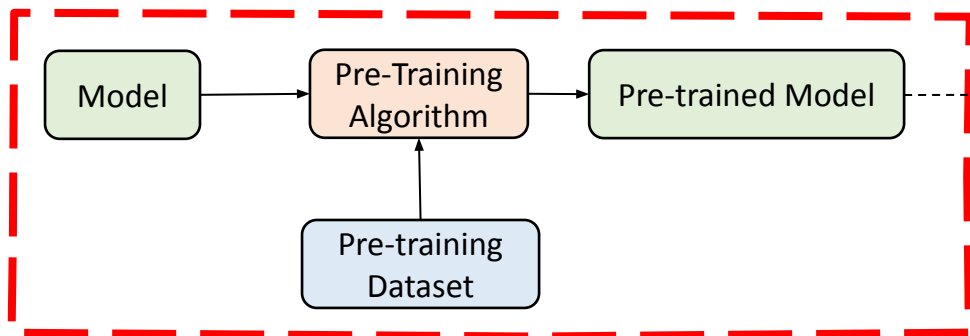 Model
Pre-Training
Algorithm
Pre-trained Model
Pre-training
Dataset